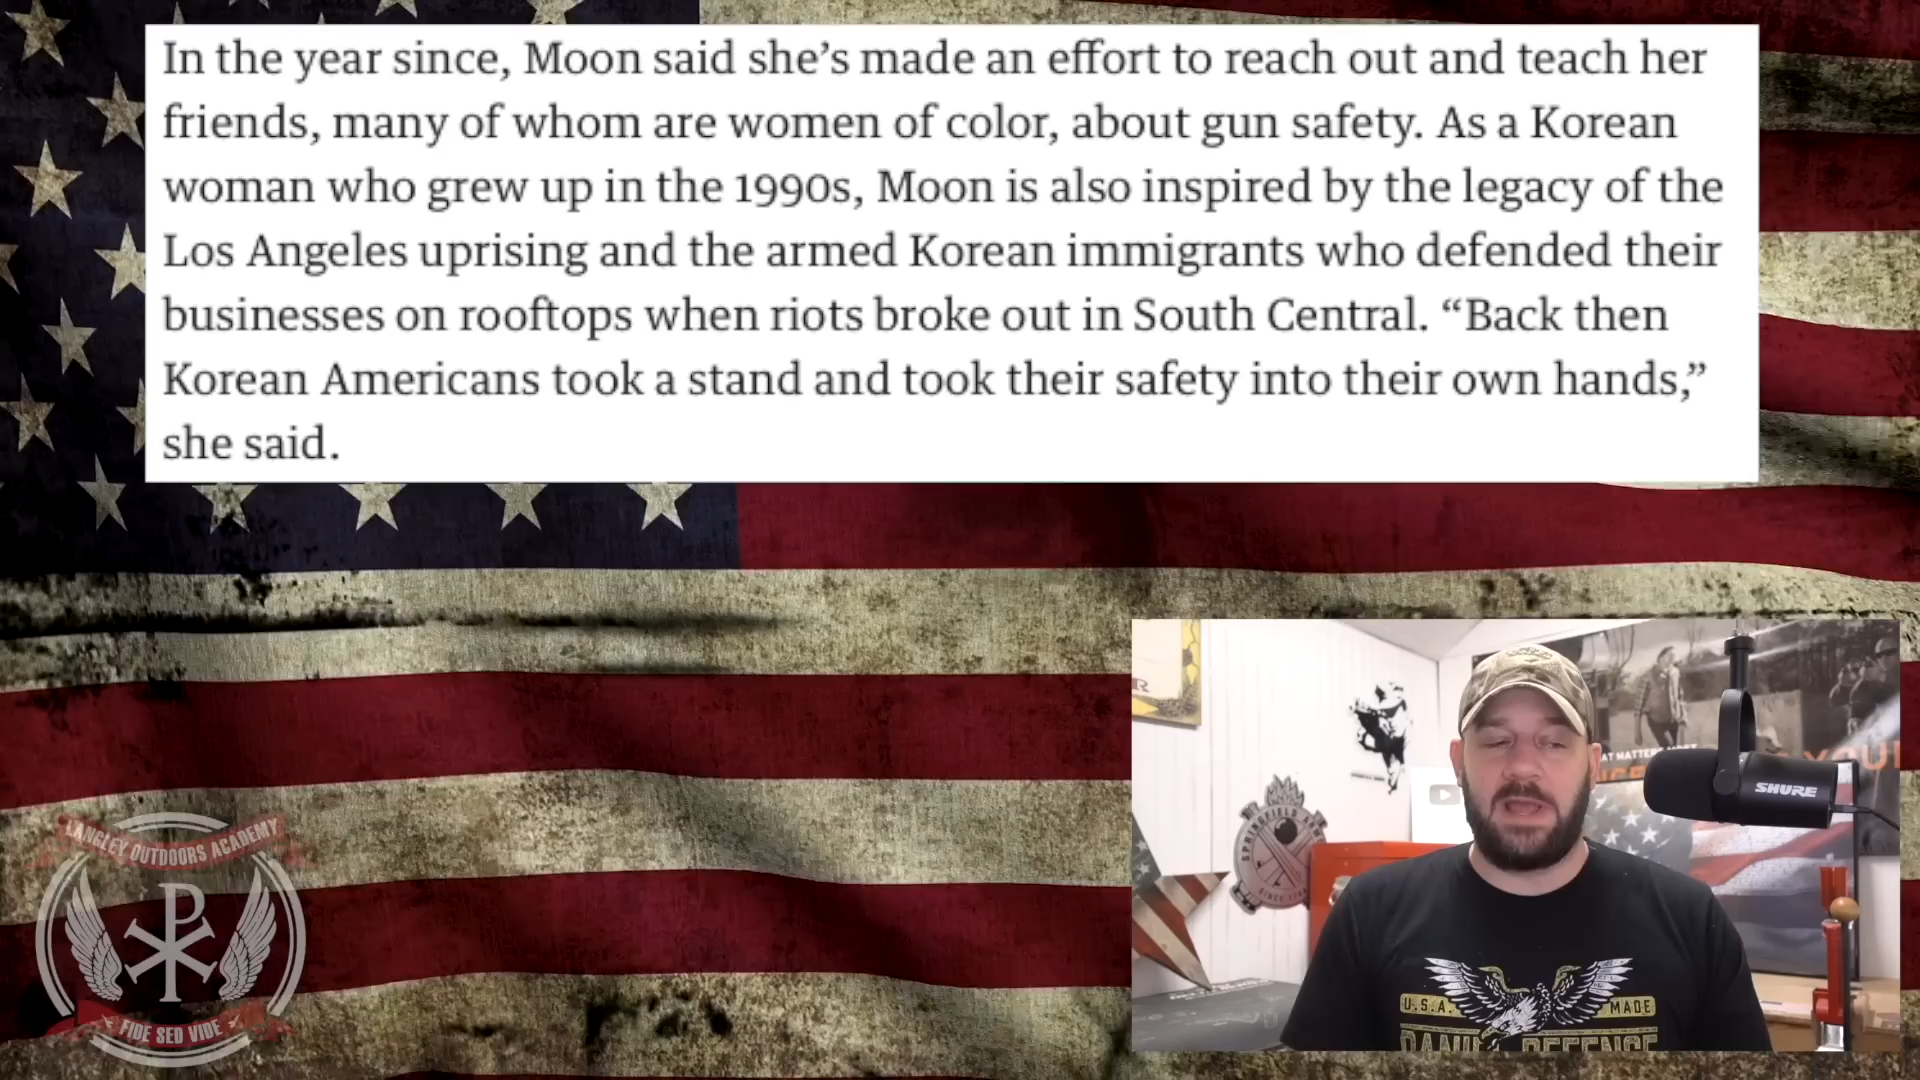 In the year since, Moon said she’s made an effort to reach out and teach her
friends, many of whom are women of color, about gun safety. As a Korean
woman who grew up in the 1990s, Moon is also inspired by the legacy of the
Los Angeles uprising and the armed Korean immigrants who defended their
businesses on rooftops when riots broke out in South Central. “Back then
Korean Americans took a stand and took their safety into their own hands,”
she said.
LANGLEY OUTDOORS ACADEMY
FIDE SED VIDE
SHURE
SPRINGFIELD
U.S.A. MADE
DANIEL DEFENSE